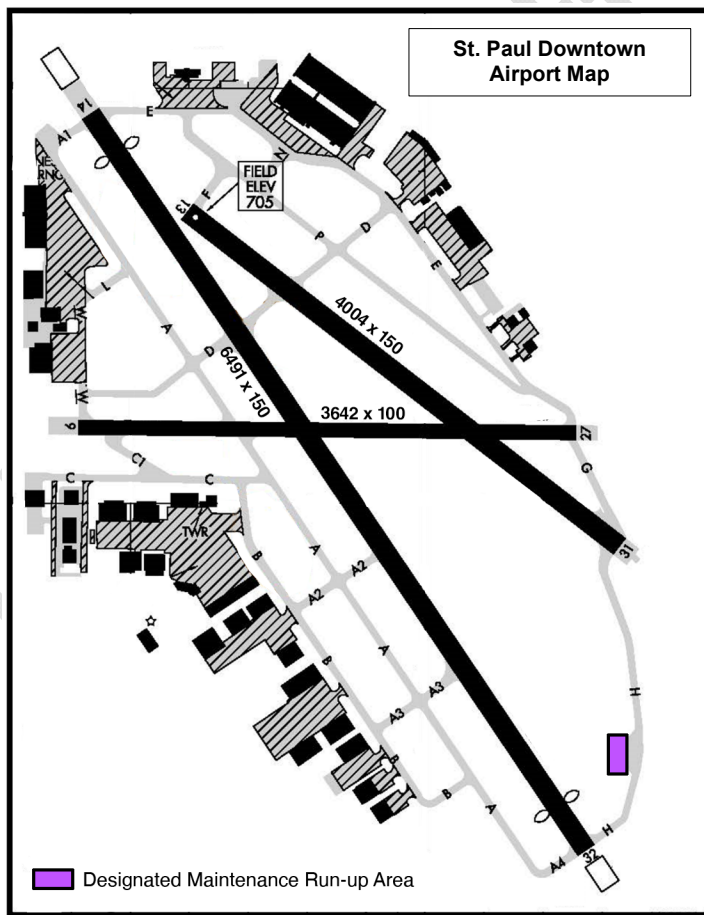 St. Paul Downtown
Airport Map
14
E
A1
N
FIELD
ELEV
705
F
13
P
D
E
J
W
A
4004 x 150
D
6491 x 150
W
3642 x 100
9
27
C1
C
C
G
TWR
B
A
31
A2
A2
B
A
H
A3
A3
B
B
A
H
32
A4
Designated Maintenance Run-up Area